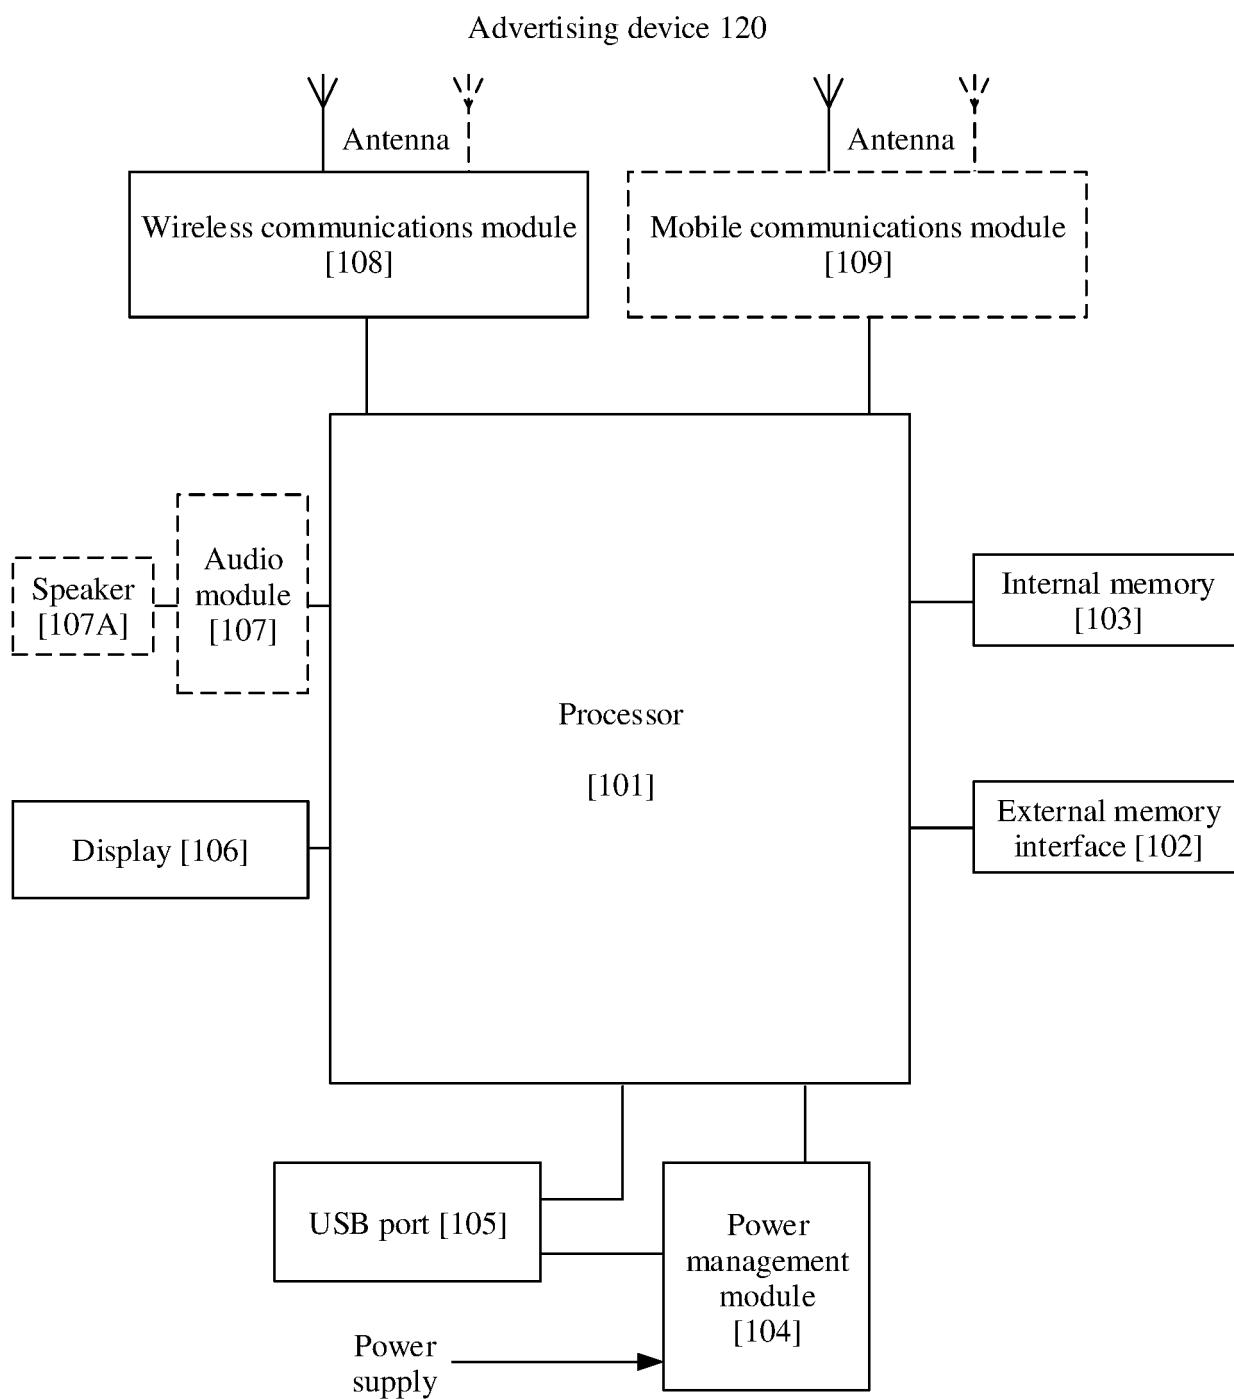 Advertising device 120
Antenna
Antenna
Wireless communications module
[108]
Mobile communications module
[109]
Audio
module
[107]
Speaker
[107A]
Internal memory
[103]
Processor
[101]
External memory
interface [102]
Display [106]
USB port [105]
Power
management
module
[104]
Power
supply